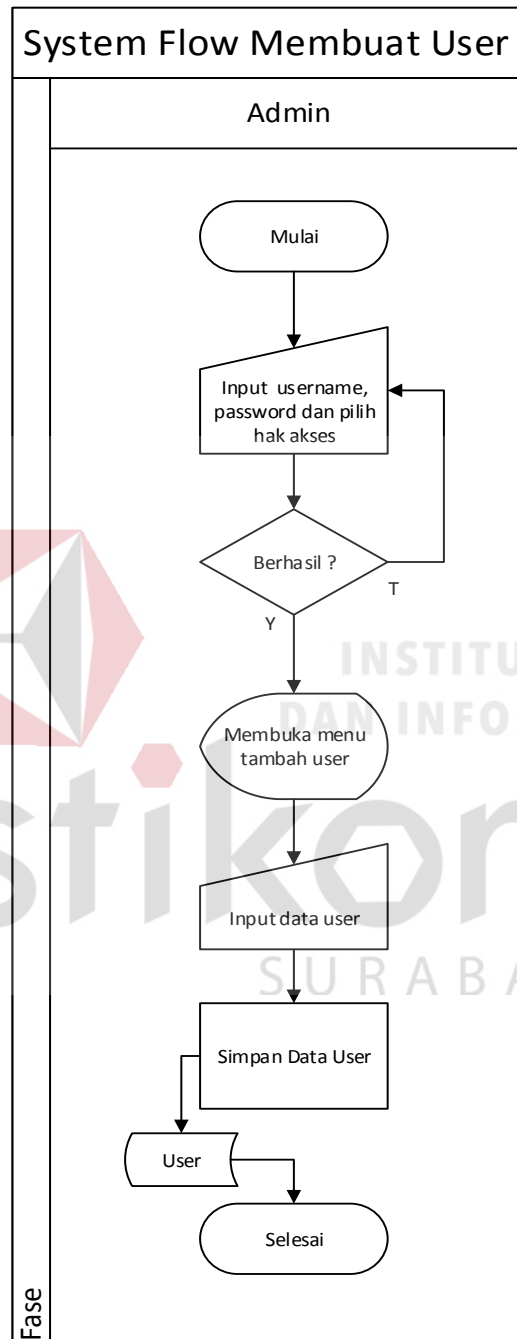 System Flow Membuat User
Admin
Mulai
Input username,
password dan pilih
hak akses
Berhasil ?
T
Y
INSTITU
DAN INFO
Membuka menu
tambah user
stikom
Input data user
SURABA
Simpan Data User
User
Selesai
Fase